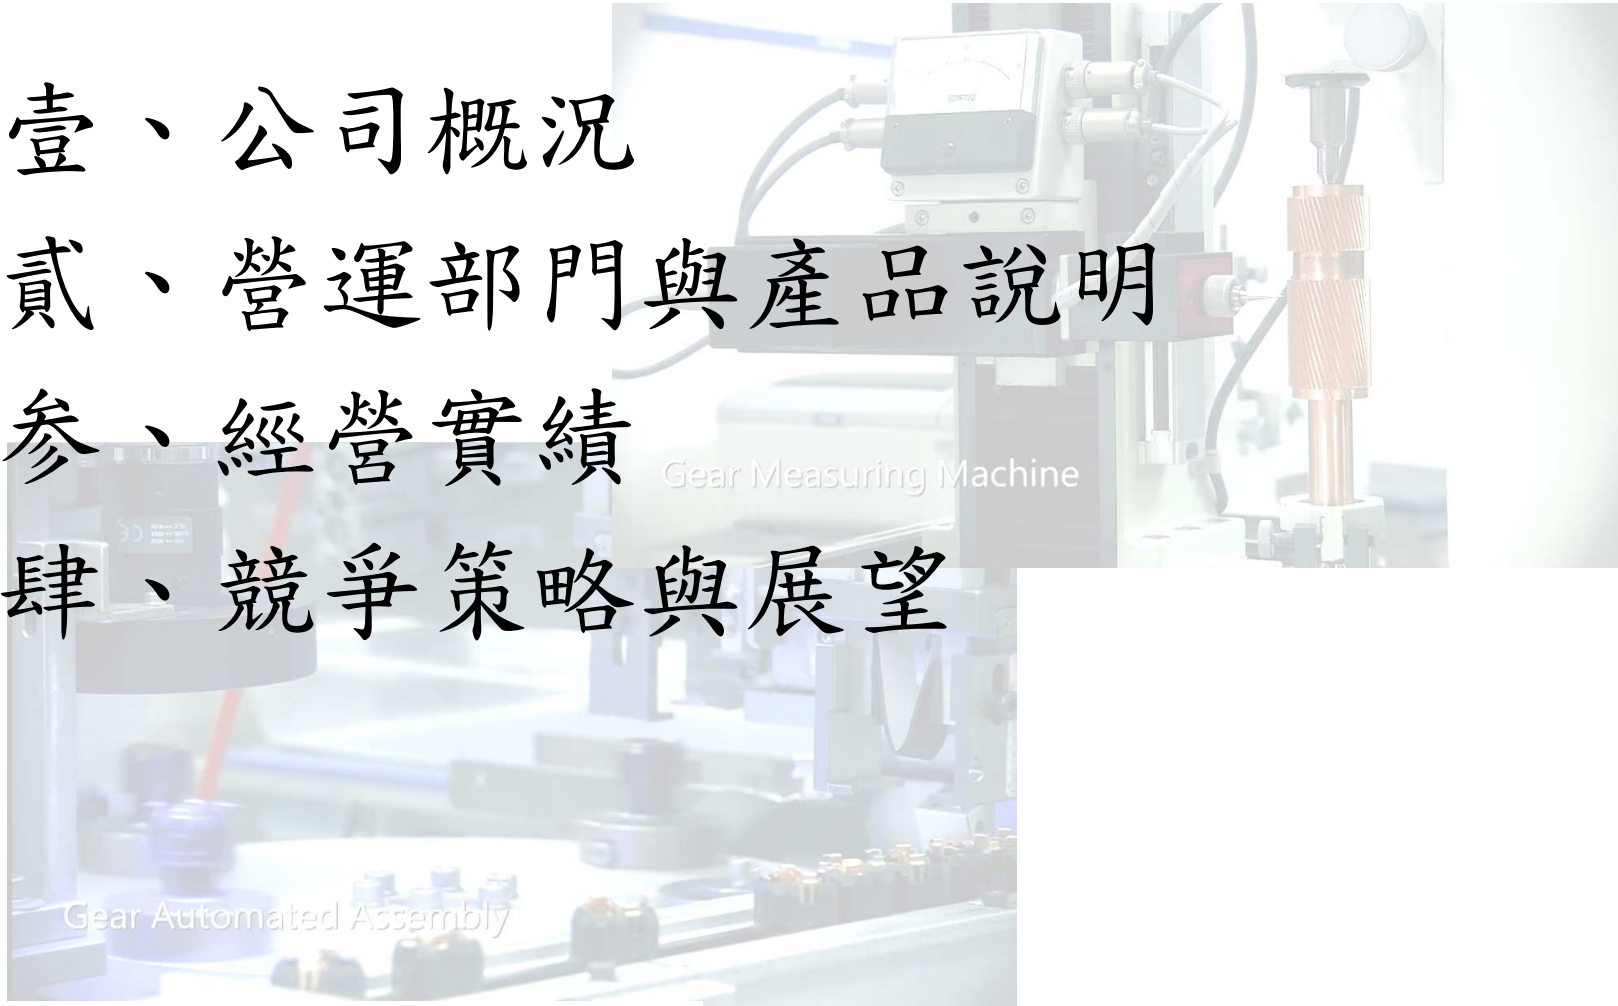 壹、公司概況
貳、營運部門與產品說明
参、經營實績
Gear Measuring Machine
肆、競爭策略與展望
Gear Automated Assembly